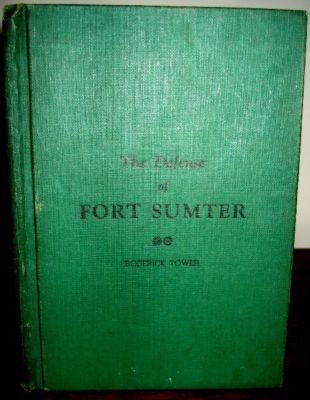 The Defense
of
FORT SUMTER
RODERICK TOWER